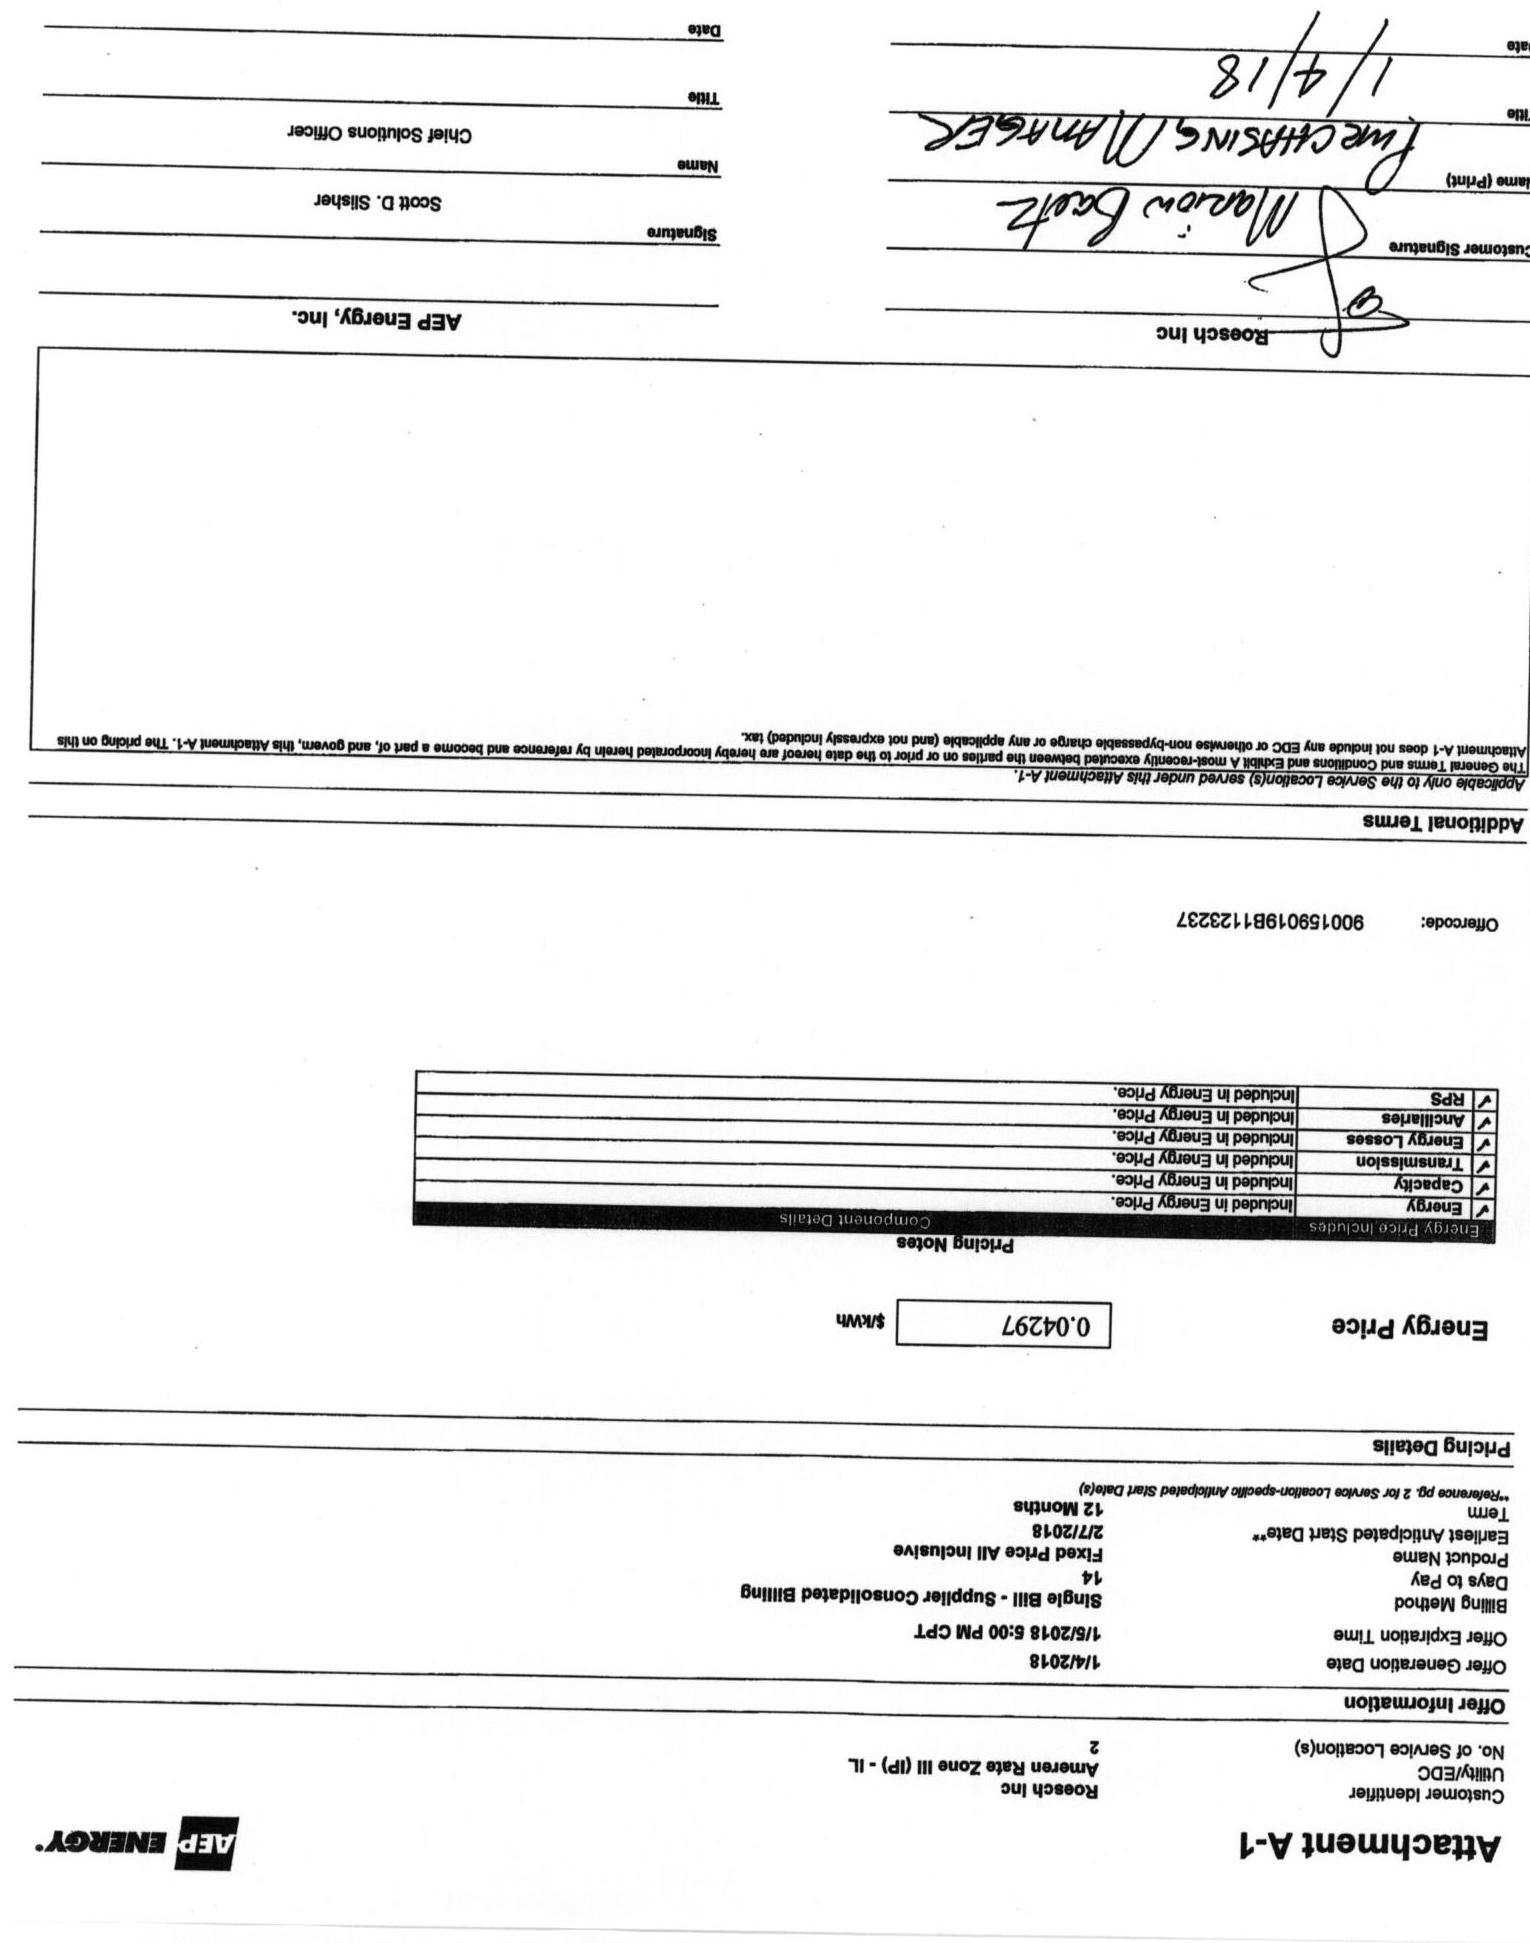 Attachment A-1
AEP ENERGY®
Customer Identifier Roesch Inc
Utility/EDC Ameren Rate Zone III (IP) - IL
No. of Service Location(s) 2
Offer Information
Offer Generation Date 1/4/2018
Offer Expiration Time 1/5/2018 5:00 PM CPT
Billing Method Single Bill - Supplier Consolidated Billing
Days to Pay 14
Product Name Fixed Price All Inclusive
Earliest Anticipated Start Date** 2/7/2018
Term 12 Months
**Reference pg. 2 for Service Location-specific Anticipated Start Date(s)
Pricing Details
Energy Price 0.04297 $/kWh
Pricing Notes
Energy Price Includes Component Details
✓ Energy Included in Energy Price.
✓ Capacity Included in Energy Price.
✓ Transmission Included in Energy Price.
✓ Energy Losses Included in Energy Price.
✓ Ancillaries Included in Energy Price.
✓ RPS Included in Energy Price.
Offercode: 900159019B1123237
Additional Terms
Applicable only to the Service Location(s) served under this Attachment A-1.
The General Terms and Conditions and Exhibit A most-recently executed between the parties on or prior to the date hereof are hereby incorporated herein by reference and become a part of, and govern, this Attachment A-1. The pricing on this
Attachment A-1 does not include any EDC or otherwise non-bypassable charge or any applicable (and not expressly included) tax.
Roesch Inc
AEP Energy, Inc.
Customer Signature
Signature
Marion Baetz
Scott D. Slisher
Name (Print)
Name
PURCHASING MANAGER
Chief Solutions Officer
Title
Title
1/4/18
Date
Date